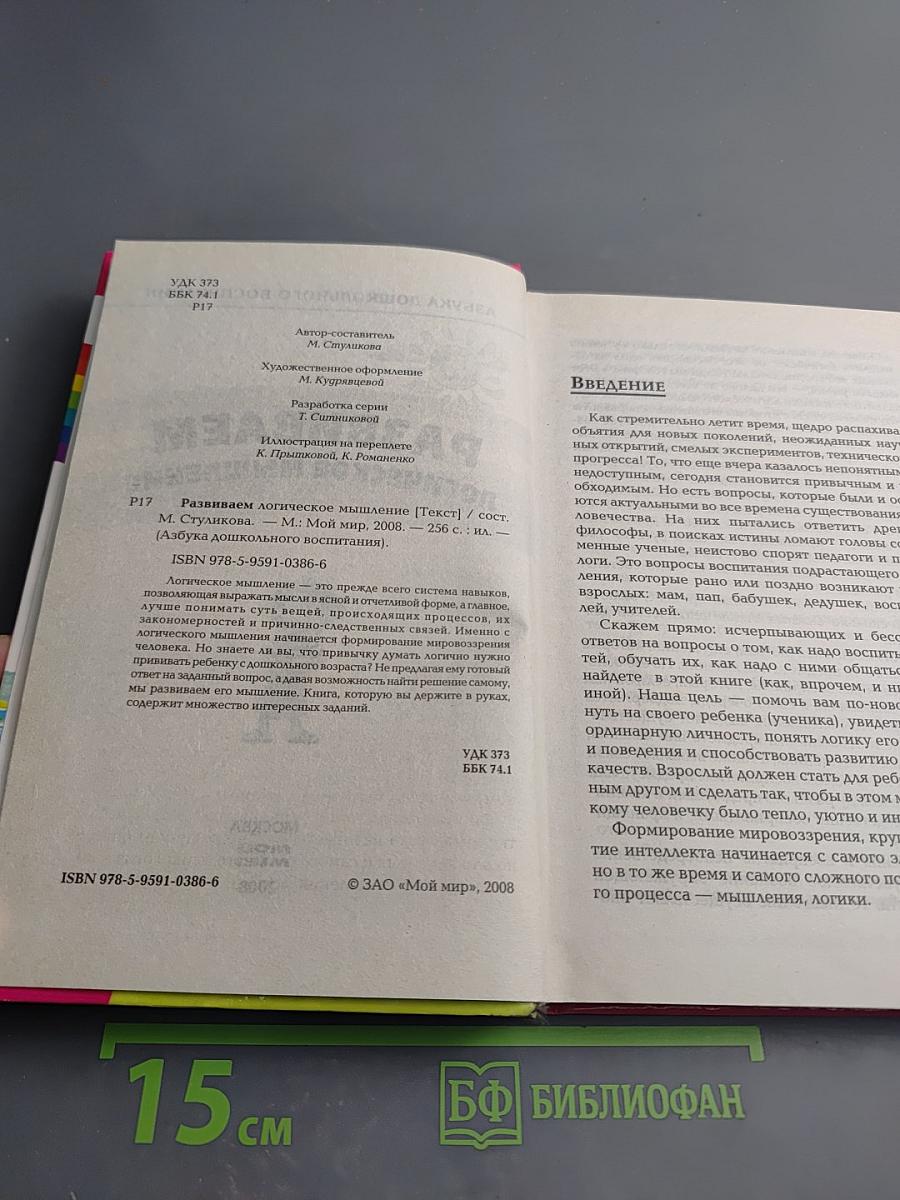 УДК 373
ББК 74.1
Р17
Автор-составитель
М. Стуликова
Художественное оформление
М. Кудрявцевой
Разработка серии
Т. Ситниковой
Иллюстрация на переплете
К. Прытковой, К. Романенко
Р17 Развиваем логическое мышление [Текст] / сост.
М. Стуликова. — М.: Мой мир, 2008. — 256 с. : ил. —
(Азбука дошкольного воспитания).
ISBN 978-5-9591-0386-6
Логическое мышление — это прежде всего система навыков,
позволяющая выражать мысли в ясной и отчетливой форме, а главное,
лучше понимать суть вещей, происходящих процессов, их
закономерностей и причинно-следственных связей. Именно с
логического мышления начинается формирование мировоззрения
человека. Но знаете ли вы, что привычку думать логично нужно
прививать ребенку с дошкольного возраста? Не предлагая ему готовый
ответ на заданный вопрос, а давая возможность найти решение самому,
мы развиваем его мышление. Книга, которую вы держите в руках,
содержит множество интересных заданий.
УДК 373
ББК 74.1
ISBN 978-5-9591-0386-6
© ЗАО «Мой мир», 2008
Введение
Как стремительно летит время, щедро распахива
объятия для новых поколений, неожиданных нау
ных открытий, смелых экспериментов, техническо
прогресса! То, что еще вчера казалось непонятным
недоступным, сегодня становится привычным и
обходимым. Но есть вопросы, которые были и ос
ются актуальными во все времена существования
ловечества. На них пытались ответить дре
философы, в поисках истины ломают головы со
менные ученые, неистово спорят педагоги и п
логи. Это вопросы воспитания подрастающего
ления, которые рано или поздно возникают
взрослых: мам, пап, бабушек, дедушек, вос
лей, учителей.
Скажем прямо: исчерпывающих и бесс
ответов на вопросы о том, как надо воспиты
тей, обучать их, как надо с ними общатьс
найдете в этой книге (как, впрочем, и н
иной). Наша цель — помочь вам по-ново
нуть на своего ребенка (ученика), увидеть
ординарную личность, понять логику его
и поведения и способствовать развитию
качеств. Взрослый должен стать для реб
ным другом и сделать так, чтобы в этом м
кому человечку было тепло, уютно и ин
Формирование мировоззрения, кру
тие интеллекта начинается с самого э
но в то же время и самого сложного пс
го процесса — мышления, логики.
15 см
БФ БИБЛИОФАН